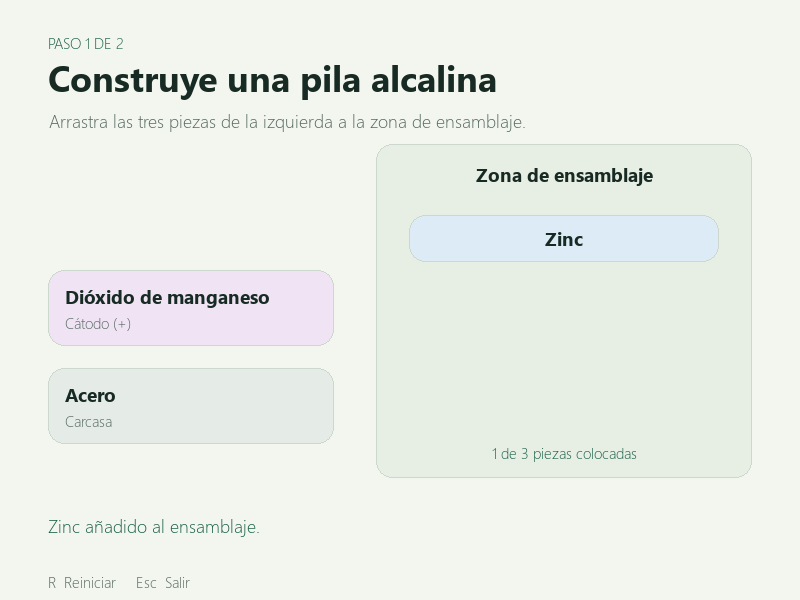 PASO 1 DE 2
Construye una pila alcalina
Arrastra las tres piezas de la izquierda a la zona de ensamblaje.
Zona de ensamblaje
Zinc
Dióxido de manganeso
Cátodo (+)
Acero
Carcasa
1 de 3 piezas colocadas
Zinc añadido al ensamblaje.
R Reiniciar Esc Salir